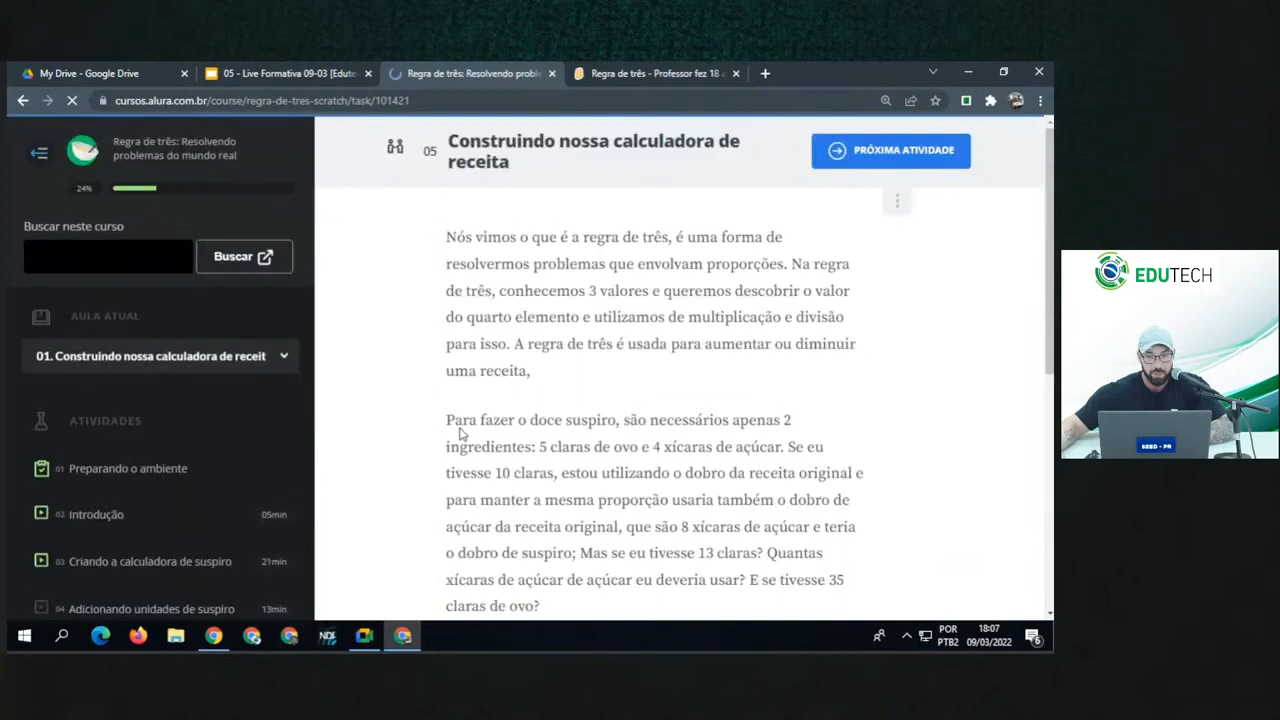 My Drive - Google Drive
05 - Live Formativa 09-03 [Edute
Regra de três: Resolvendo probl
Regra de três - Professor fez 18
cursos.alura.com.br/course/regra-de-tres-scratch/task/101421
Regra de três: Resolvendo
problemas do mundo real
24%
Buscar neste curso
Buscar
AULA ATUAL
01. Construindo nossa calculadora de receit
ATIVIDADES
01 Preparando o ambiente
02 Introdução 05min
03 Criando a calculadora de suspiro 21min
04 Adicionando unidades de suspiro 13min
05 Construindo nossa calculadora de
receita
PRÓXIMA ATIVIDADE
Nós vimos o que é a regra de três, é uma forma de
resolvermos problemas que envolvam proporções. Na regra
de três, conhecemos 3 valores e queremos descobrir o valor
do quarto elemento e utilizamos de multiplicação e divisão
para isso. A regra de três é usada para aumentar ou diminuir
uma receita,
Para fazer o doce suspiro, são necessários apenas 2
ingredientes: 5 claras de ovo e 4 xícaras de açúcar. Se eu
tivesse 10 claras, estou utilizando o dobro da receita original e
para manter a mesma proporção usaria também o dobro de
açúcar da receita original, que são 8 xícaras de açúcar e teria
o dobro de suspiro; Mas se eu tivesse 13 claras? Quantas
xícaras de açúcar de açúcar eu deveria usar? E se tivesse 35
claras de ovo?
EDUTECH
SEED - PR
NDI
POR
PTB2
18:07
09/03/2022
6